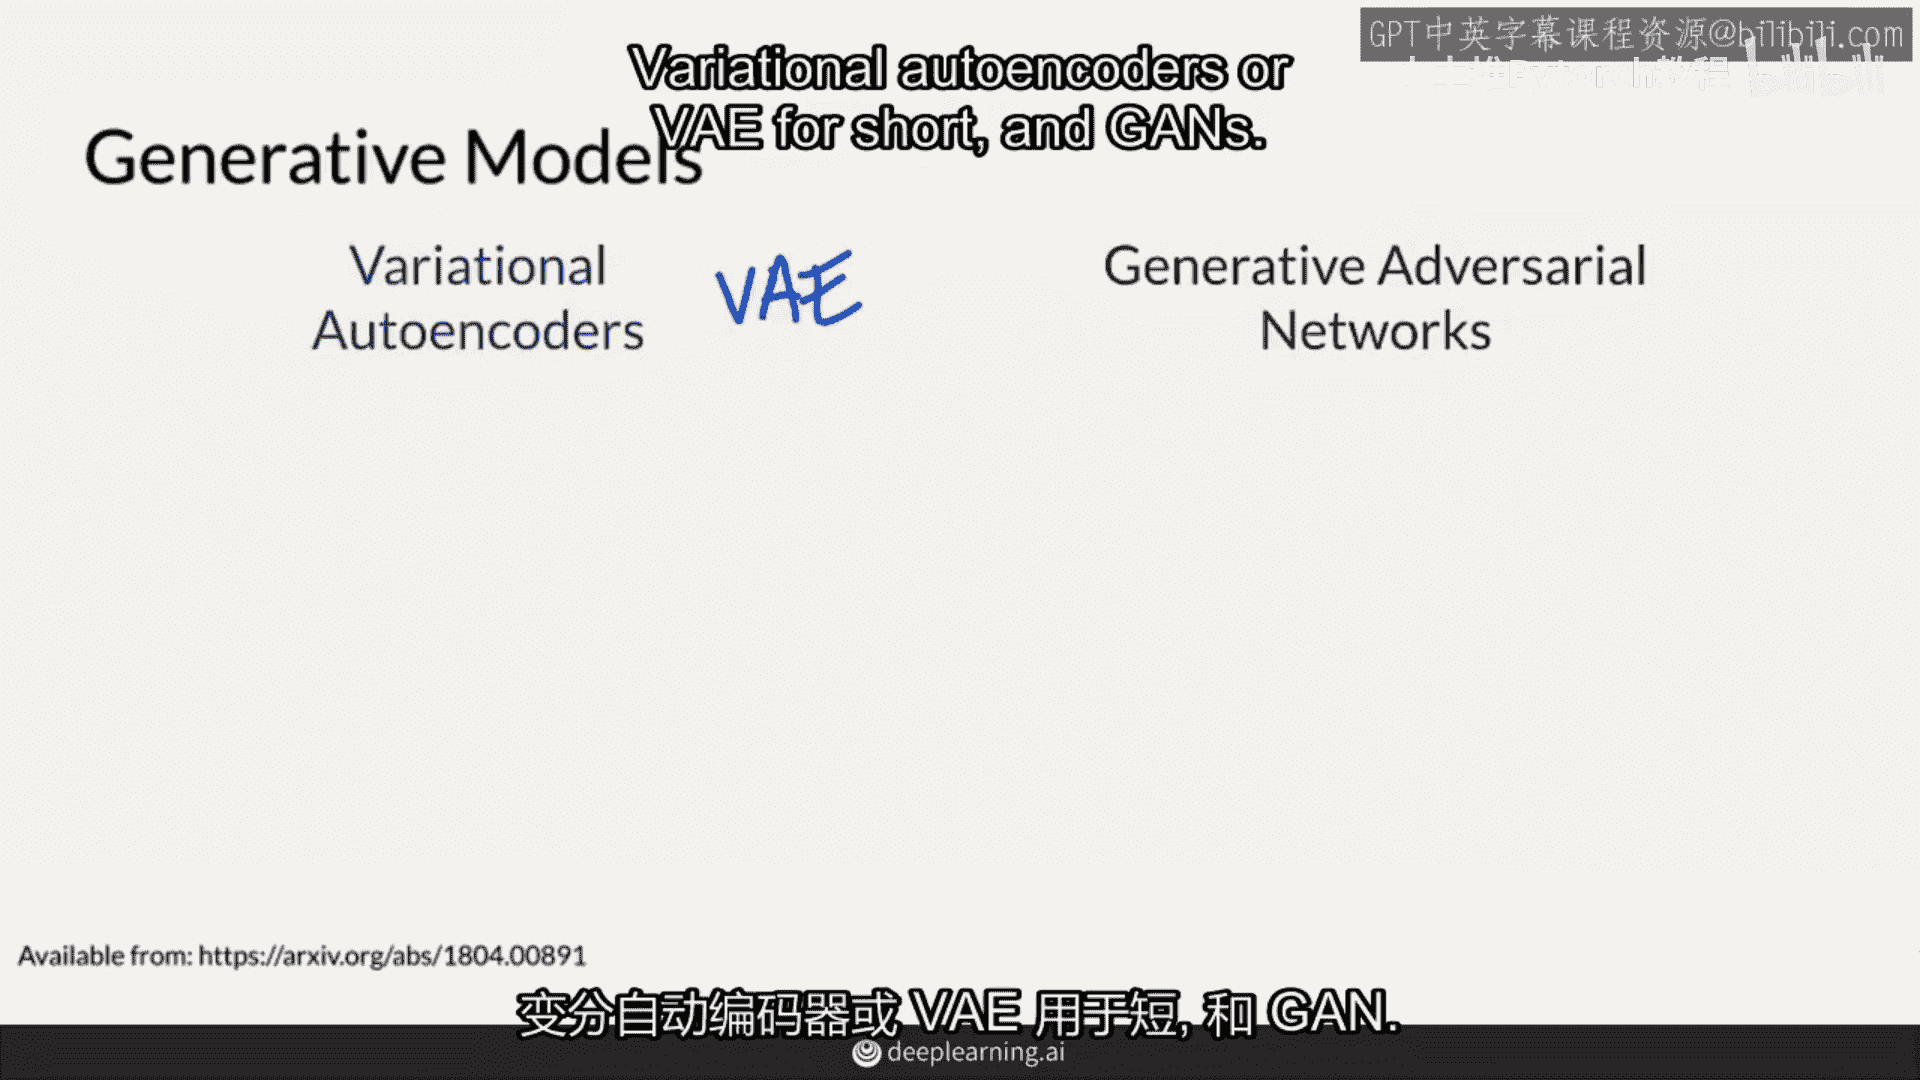 GPT中英字幕课程资源@bilibili.com
Variational autoencoders or
VAE for short, and GANs.
Generative Models
Variational
Autoencoders
VAE
Generative Adversarial
Networks
Available from: https://arxiv.org/abs/1804.00891
变分自动编码器或 VAE 用于短, 和 GAN.
deeplearning.ai